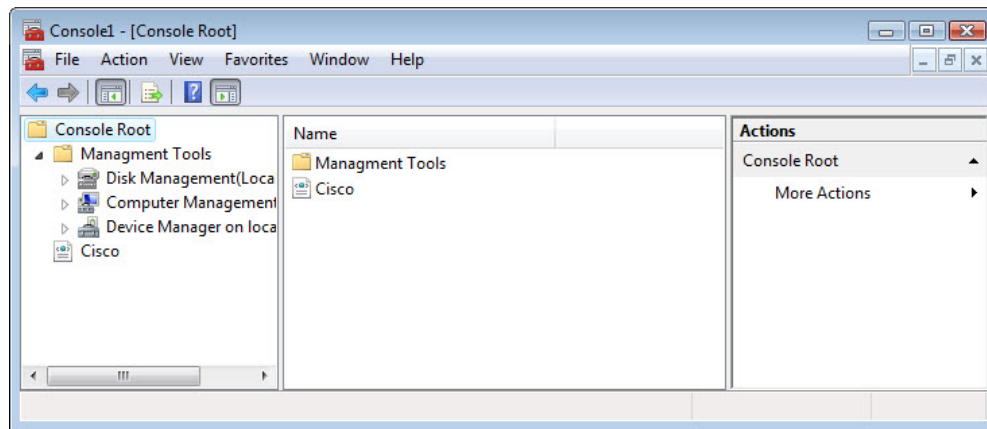 Console1 - [Console Root]
File Action View Favorites Window Help
Console Root
Managment Tools
Disk Management(Loca
Computer Management
Device Manager on loca
Cisco
Name
Managment Tools
Cisco
Actions
Console Root
More Actions